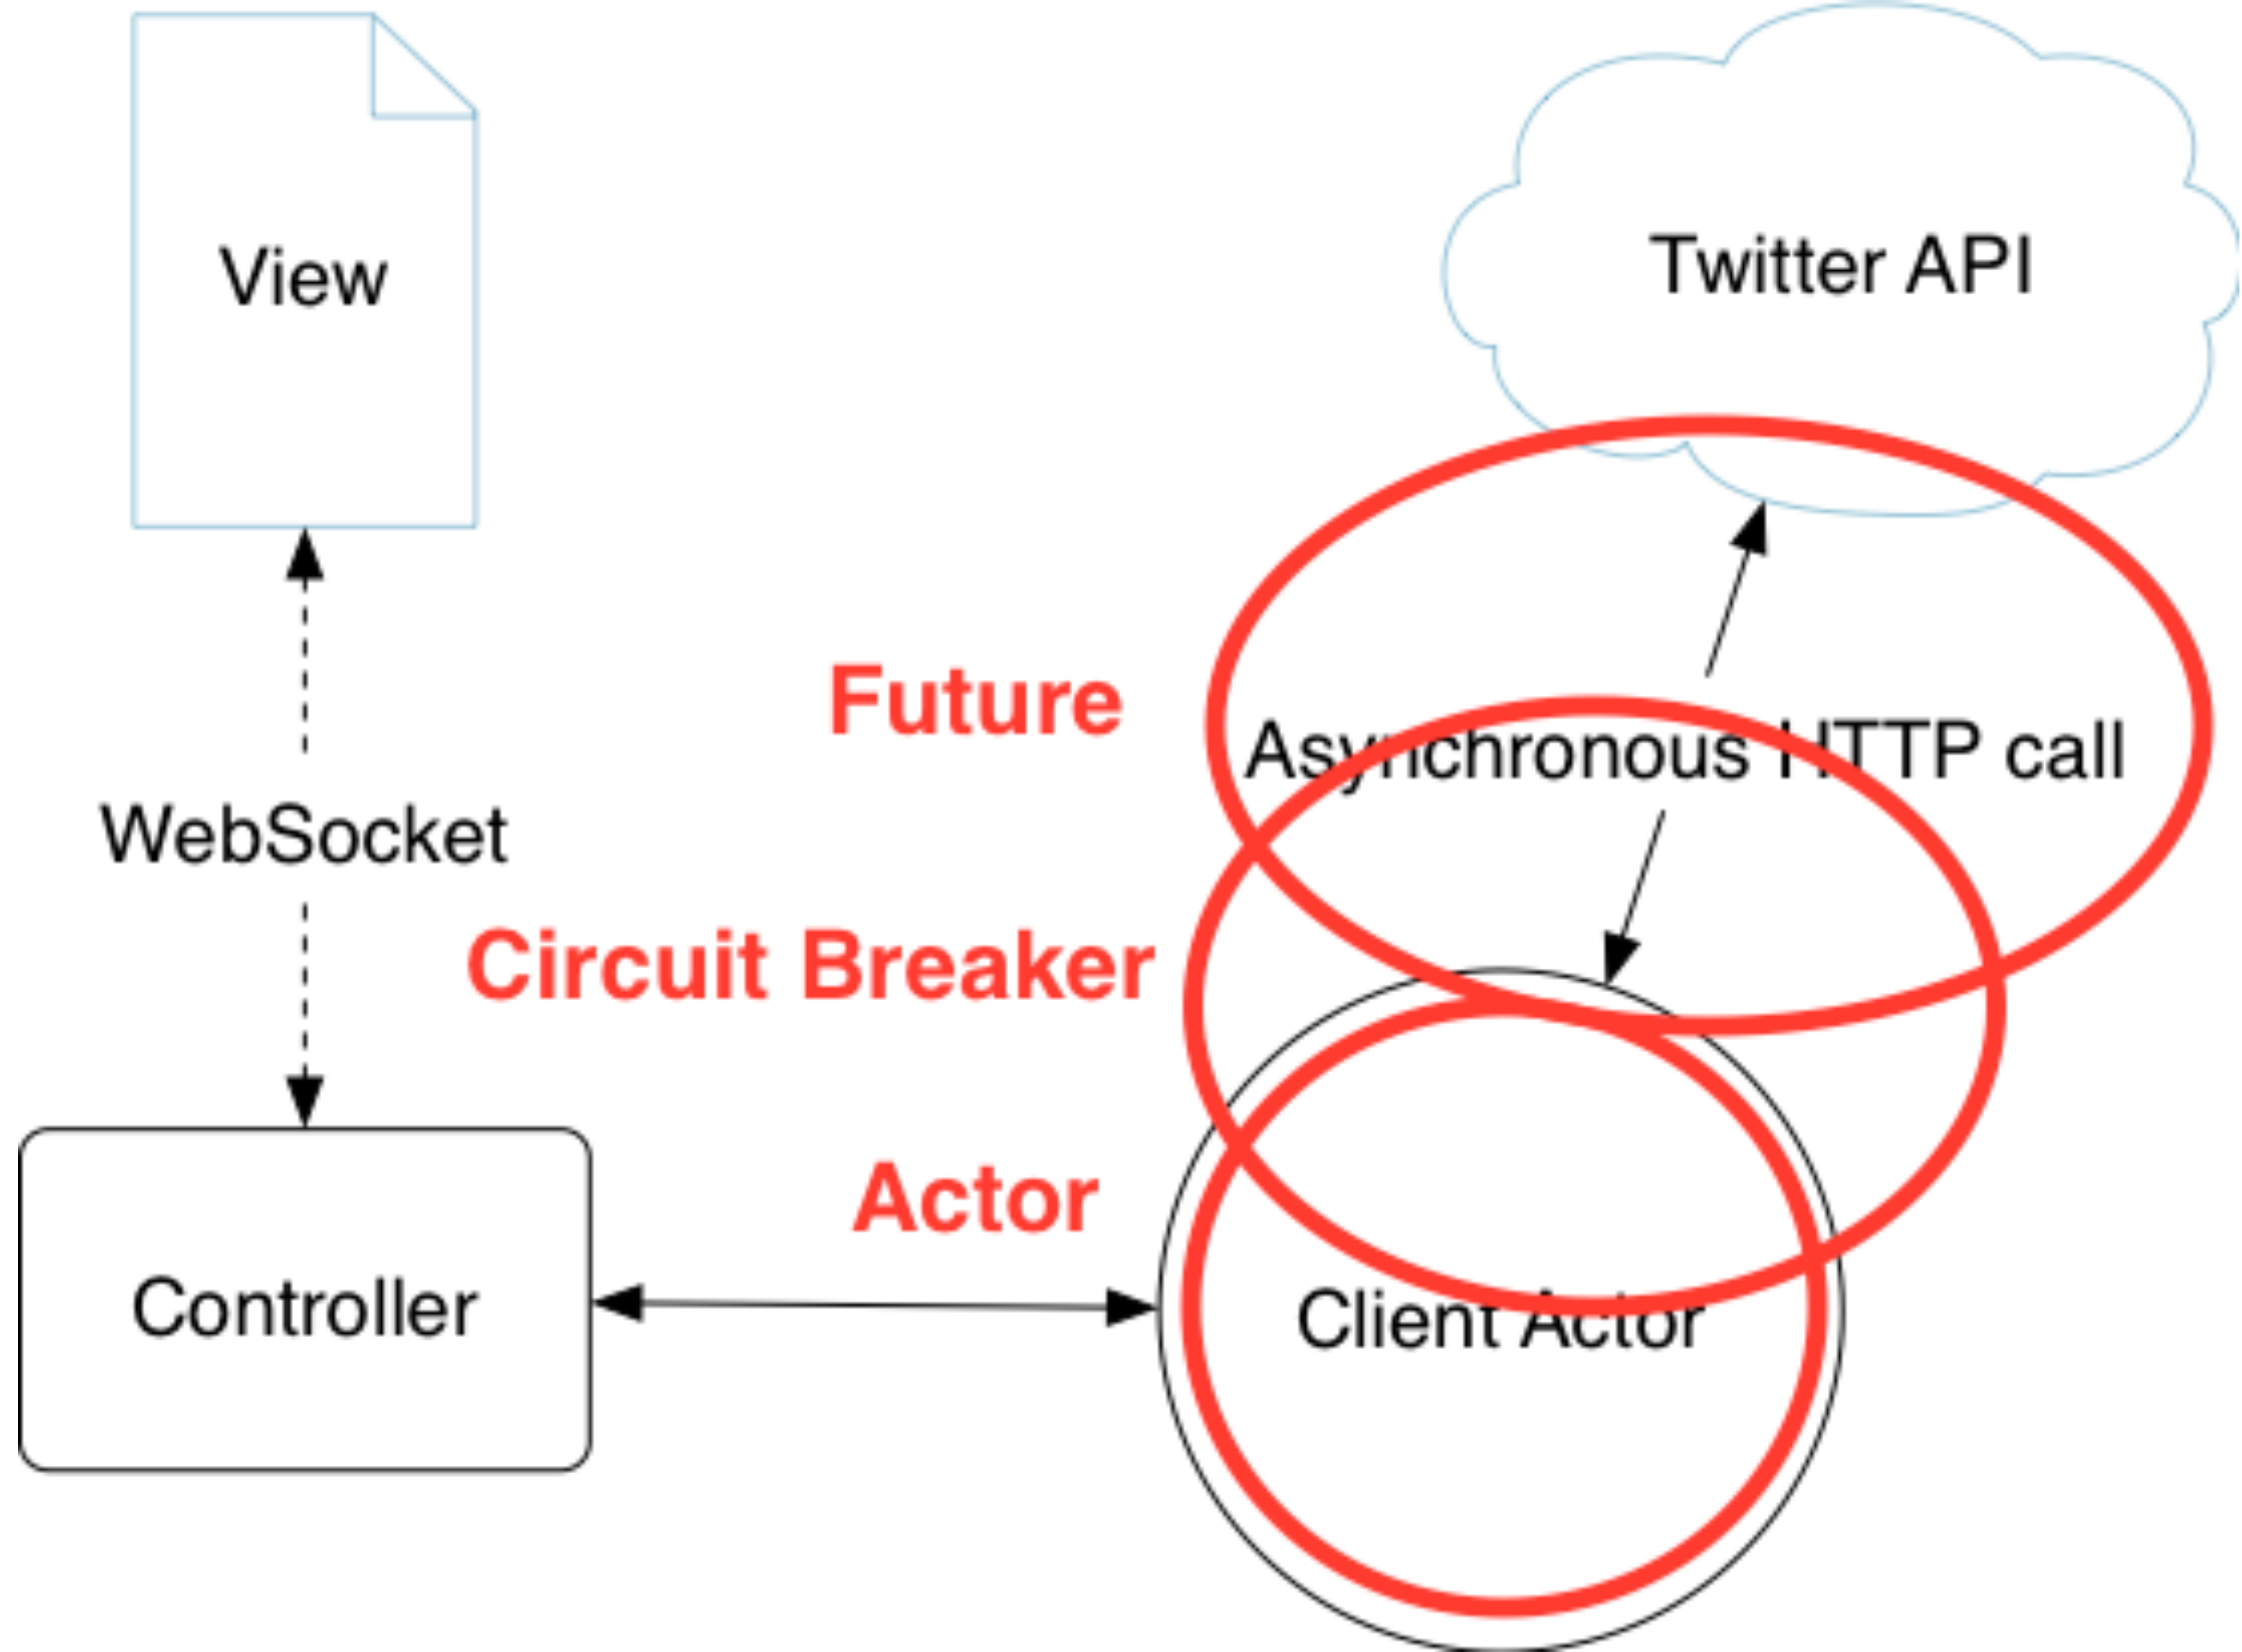 View
Twitter API
Future
Asynchronous HTTP call
WebSocket
Circuit Breaker
Actor
Controller
Client Actor